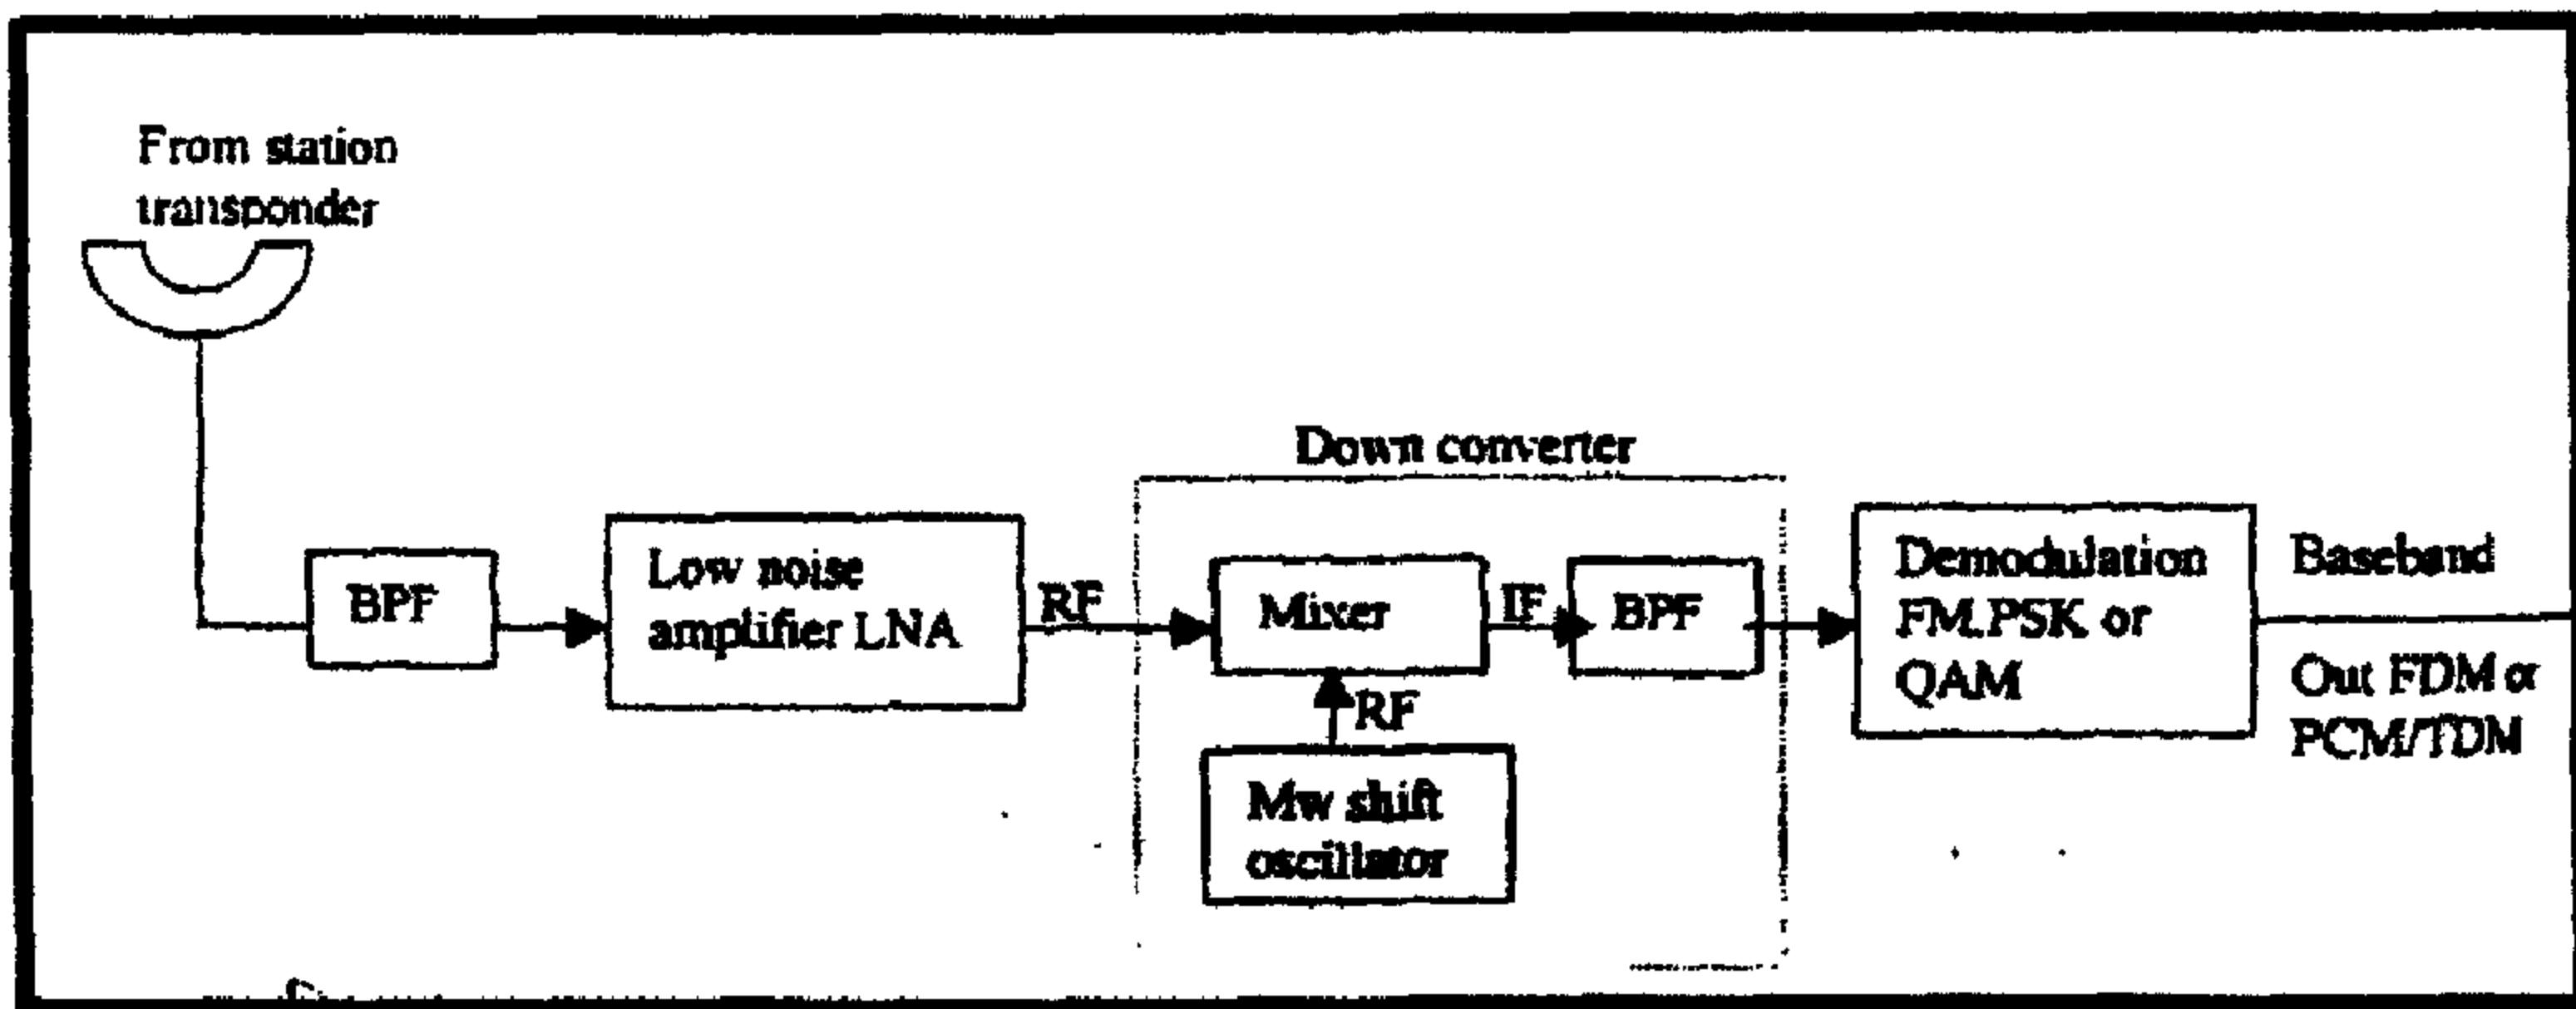 From station
transponder
Down converter
BPF
Low noise
amplifier LNA
RF
Mixer
IF
BPF
RF
Mw shift
oscillator
Demodulation
FM.PSK or
QAM
Baseband
Out FDM or
PCM/TDM